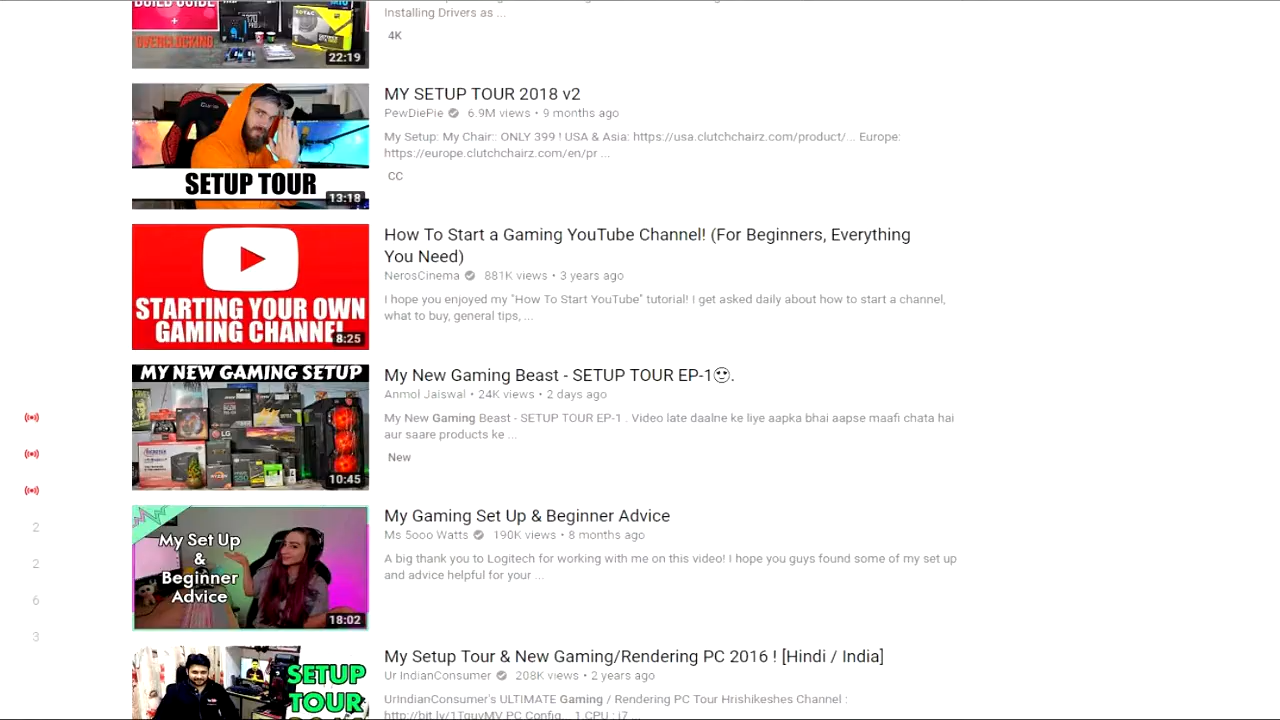 BUILD GUIDE
+
OVERCLOCKING
22:19
Installing Drivers as ...
4K
SETUP TOUR
13:18
MY SETUP TOUR 2018 v2
PewDiePie 6.9M views • 9 months ago
My Setup: My Chair:: ONLY 399 ! USA & Asia: https://usa.clutchchairz.com/product/... Europe:
https://europe.clutchchairz.com/en/pr ...
CC
STARTING YOUR OWN
GAMING CHANNEL
8:25
How To Start a Gaming YouTube Channel! (For Beginners, Everything
You Need)
NerosCinema 881K views • 3 years ago
I hope you enjoyed my "How To Start YouTube" tutorial! I get asked daily about how to start a channel,
what to buy, general tips, ...
MY NEW GAMING SETUP
LG
RYZEN
10:45
My New Gaming Beast - SETUP TOUR EP-1😍.
Anmol Jaiswal • 24K views • 2 days ago
My New Gaming Beast - SETUP TOUR EP-1 . Video late daalne ke liye aapka bhai aapse maafi chata hai
aur saare products ke ...
New
My Set Up
&
Beginner
Advice
18:02
My Gaming Set Up & Beginner Advice
Ms 5ooo Watts 190K views • 8 months ago
A big thank you to Logitech for working with me on this video! I hope you guys found some of my set up
and advice helpful for your ...
SETUP
TOUR
My Setup Tour & New Gaming/Rendering PC 2016 ! [Hindi / India]
Ur IndianConsumer 208K views • 2 years ago
UrIndianConsumer's ULTIMATE Gaming / Rendering PC Tour Hrishikeshes Channel :
http://bit.ly/1TquvMV PC Config... 1.CPU : i7 ...
2
2
6
3